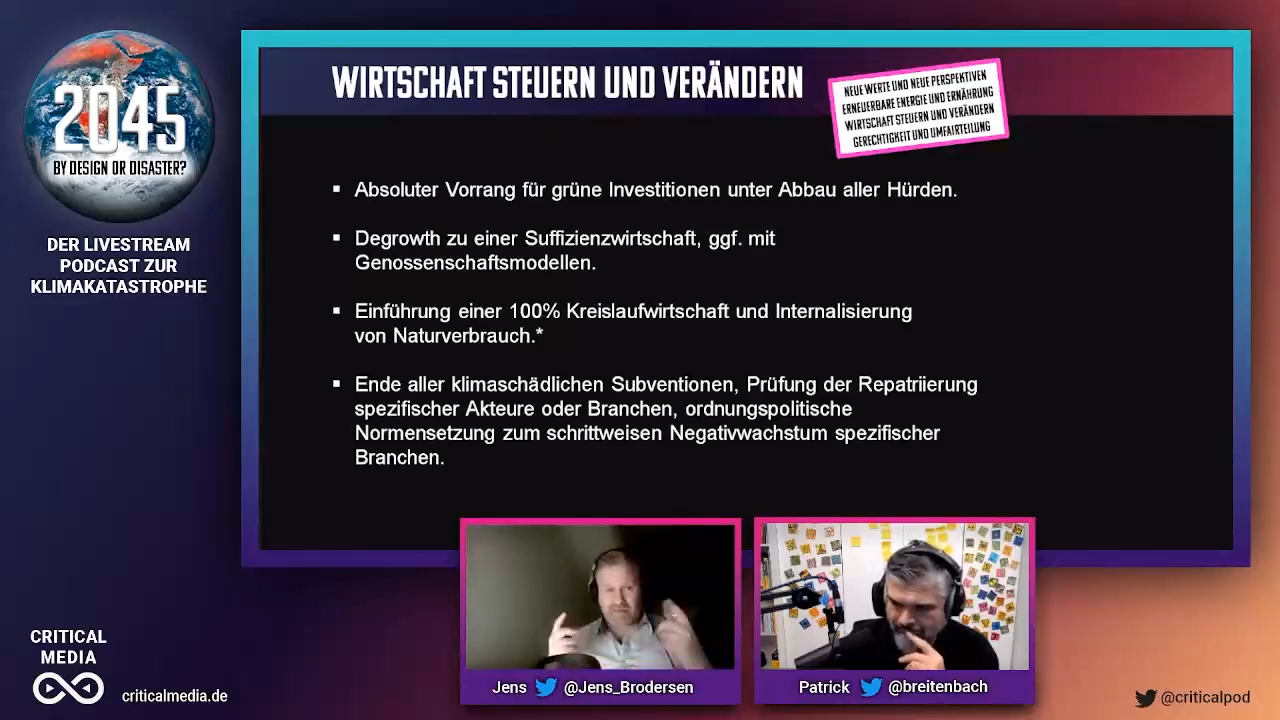 2045
BY DESIGN OR DISASTER?
DER LIVESTREAM
PODCAST ZUR
KLIMAKATASTROPHE
WIRTSCHAFT STEUERN UND VERÄNDERN
NEUE WERTE UND NEUE PERSPEKTIVEN
ERNEUERBARE ENERGIE UND ERNÄHRUNG
WIRTSCHAFT STEUERN UND VERÄNDERN
GERECHTIGKEIT UND UMFAIRTEILUNG
▪ Absoluter Vorrang für grüne Investitionen unter Abbau aller Hürden.
▪ Degrowth zu einer Suffizienzwirtschaft, ggf. mit
Genossenschaftsmodellen.
▪ Einführung einer 100% Kreislaufwirtschaft und Internalisierung
von Naturverbrauch.*
▪ Ende aller klimaschädlichen Subventionen, Prüfung der Repatriierung
spezifischer Akteure oder Branchen, ordnungspolitische
Normensetzung zum schrittweisen Negativwachstum spezifischer
Branchen.
Jens @Jens_Brodersen
Patrick @breitenbach
CRITICAL
MEDIA
criticalmedia.de
@criticalpod